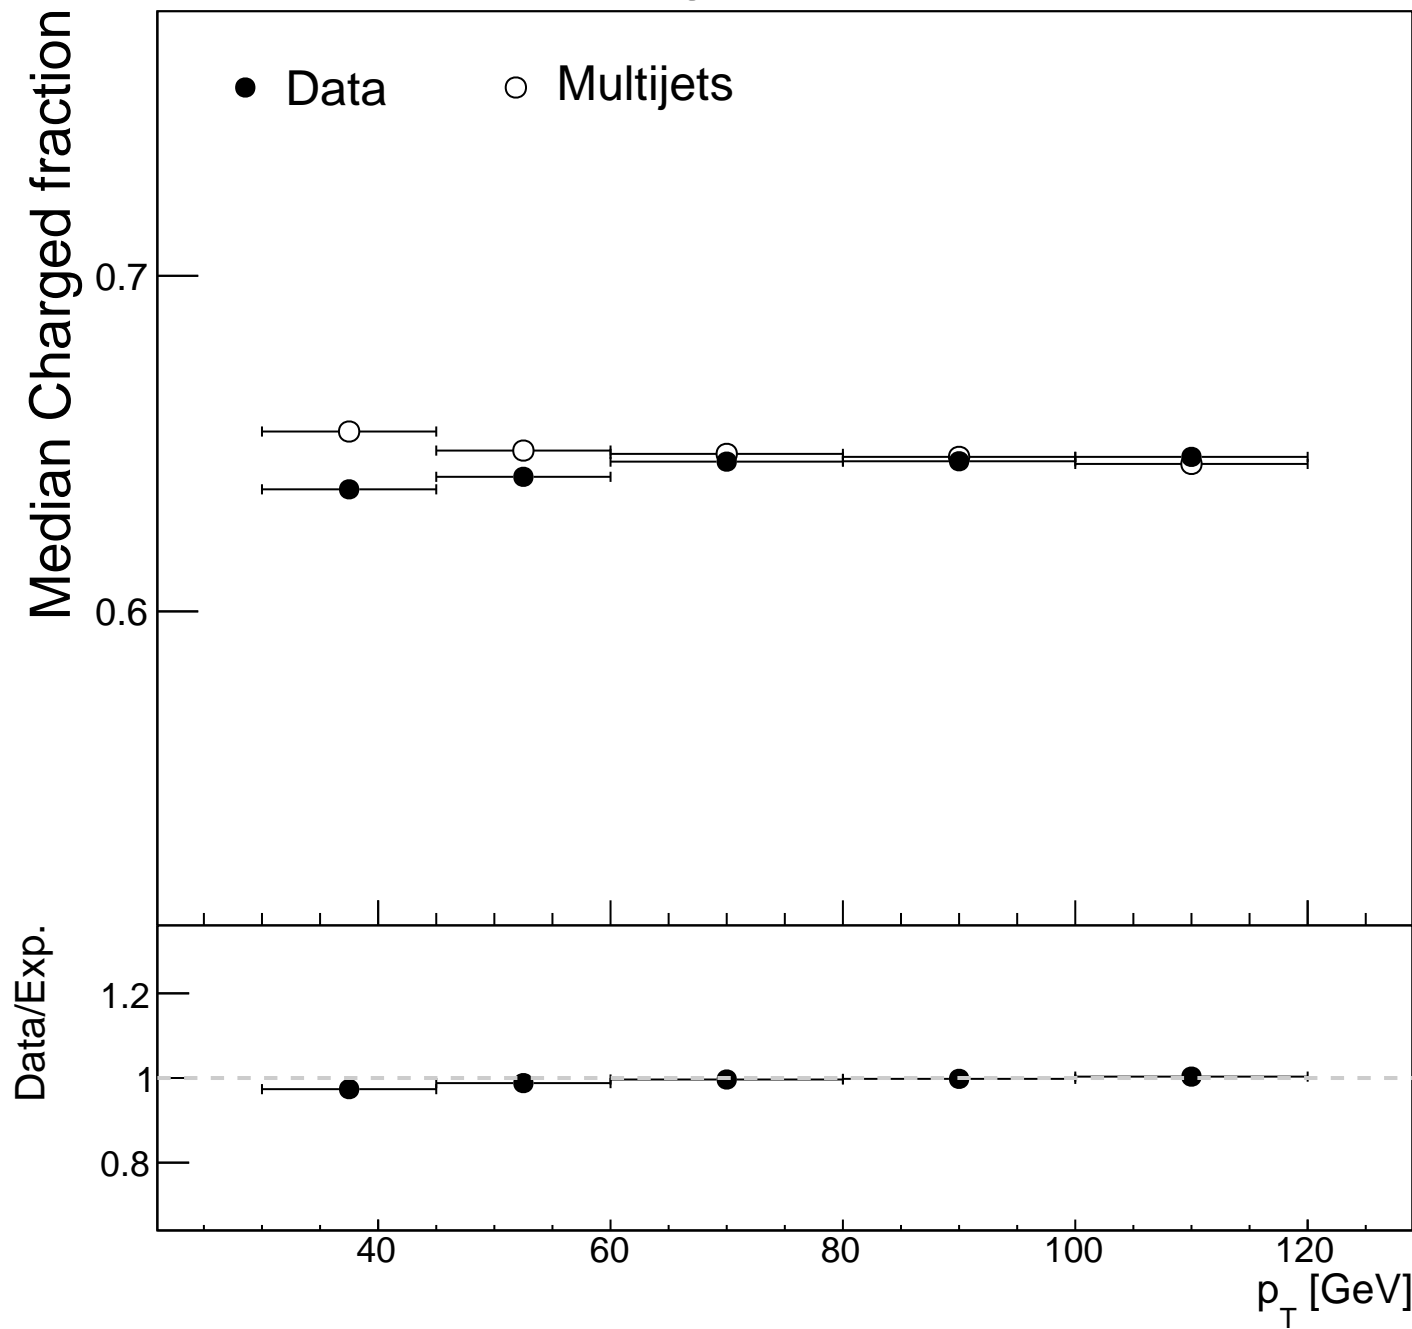 Median Charged fraction
Data
Multijets
0.7
0.6
Data/Exp.
1.2
1
0.8
40 60 80 100 120
p_T [GeV]